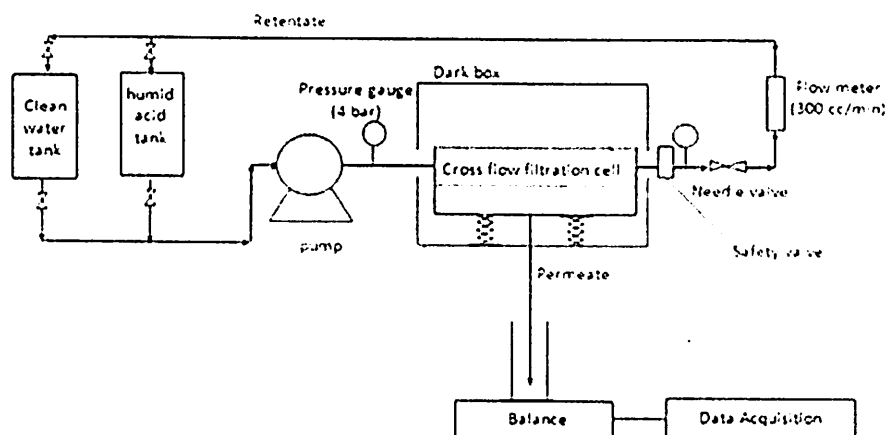 Retentate
Clean
water
tank
humid
acid
tank
Pressure gauge
(4 bar)
Dark box
Cross flow filtration cell
Flow meter
(300 cc/min)
Needle valve
Safety valve
pump
Permeate
Balance
Data Acquisition